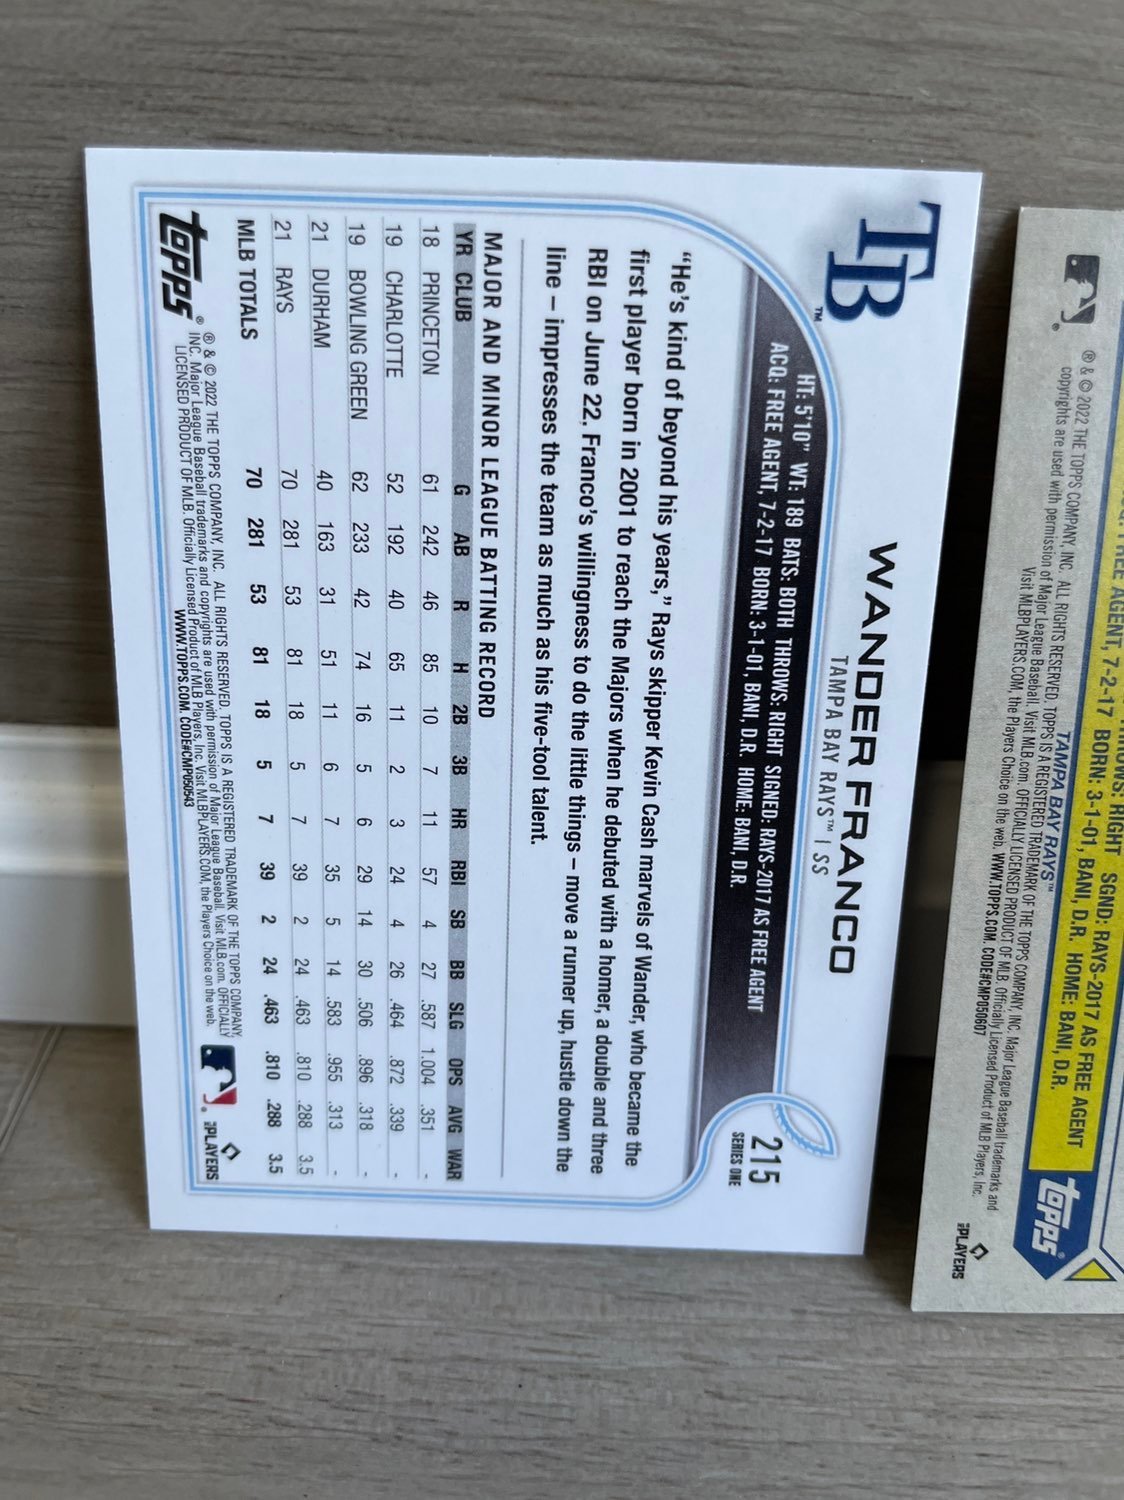 TB™
WANDER FRANCO
TAMPA BAY RAYS™ | SS
215
SERIES ONE
HT: 5'10" WT: 189 BATS: BOTH THROWS: RIGHT SIGNED: RAYS-2017 AS FREE AGENT
ACQ: FREE AGENT, 7-2-17 BORN: 3-1-01, BANI, D.R. HOME: BANI, D.R.
“He’s kind of beyond his years,” Rays skipper Kevin Cash marvels of Wander, who became the
first player born in 2001 to reach the Majors when he debuted with a homer, a double and three
RBI on June 22. Franco’s willingness to do the little things – move a runner up, hustle down the
line – impresses the team as much as his five-tool talent.
MAJOR AND MINOR LEAGUE BATTING RECORD
YR CLUB G AB R H 2B 3B HR RBI SB BB SLG OPS AVG WAR
18 PRINCETON 61 242 46 85 10 7 11 57 4 27 .587 1.004 .351 -
19 CHARLOTTE 52 192 40 65 11 2 3 24 4 26 .464 .872 .339 -
19 BOWLING GREEN 62 233 42 74 16 5 6 29 14 30 .506 .896 .318 -
21 DURHAM 40 163 31 51 11 6 7 35 5 14 .583 .955 .313 -
21 RAYS 70 281 53 81 18 5 7 39 2 24 .463 .810 .288 3.5
MLB TOTALS 70 281 53 81 18 5 7 39 2 24 .463 .810 .288 3.5
topps®
® & © 2022 THE TOPPS COMPANY, INC. ALL RIGHTS RESERVED. TOPPS IS A REGISTERED TRADEMARK OF THE TOPPS COMPANY,
INC. Major League Baseball trademarks and copyrights are used with permission of Major League Baseball. Visit MLB.com. OFFICIALLY
LICENSED PRODUCT OF MLB. Officially Licensed Product of MLB Players, Inc. Visit MLBPLAYERS.COM, the Players Choice on the web.
WWW.TOPPS.COM. CODE#CMP050543
PLAYERS
THROWS: RIGHT SGND: RAYS-2017 AS FREE AGENT
FREE AGENT, 7-2-17 BORN: 3-1-01, BANI, D.R. HOME: BANI, D.R.
TAMPA BAY RAYS™
® & © 2022 THE TOPPS COMPANY, INC. ALL RIGHTS RESERVED. TOPPS IS A REGISTERED TRADEMARK OF THE TOPPS COMPANY, INC. Major League Baseball trademarks and
copyrights are used with permission of Major League Baseball. Visit MLB.com. OFFICIALLY LICENSED PRODUCT OF MLB. Officially Licensed Product of MLB Players, Inc.
Visit MLBPLAYERS.COM, the Players Choice on the web. WWW.TOPPS.COM. CODE#CMP050607
topps®
PLAYERS